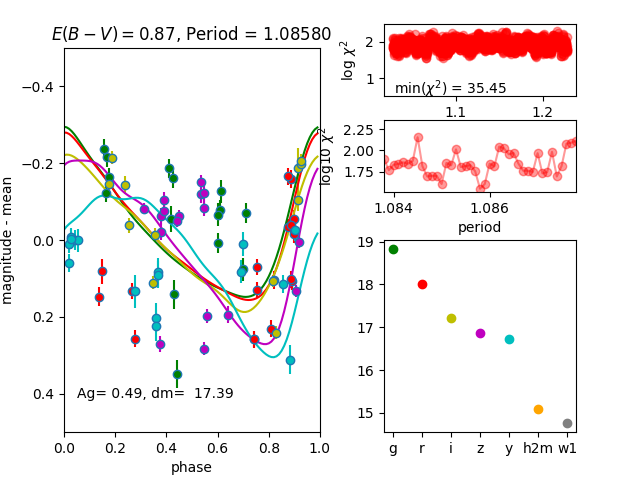 E(B − V) = 0.87, Period = 1.08580
−0.4
−0.2
0.0
0.2
0.4
magnitude - mean
Ag= 0.49, dm=  17.39
0.0 0.2 0.4 0.6 0.8 1.0
phase
log χ²
2
1
min(χ²) = 35.45
1.1 1.2
log10 χ²
2.25
2.00
1.75
1.084 1.086
period
19
18
17
16
15
g r i z y h2m w1